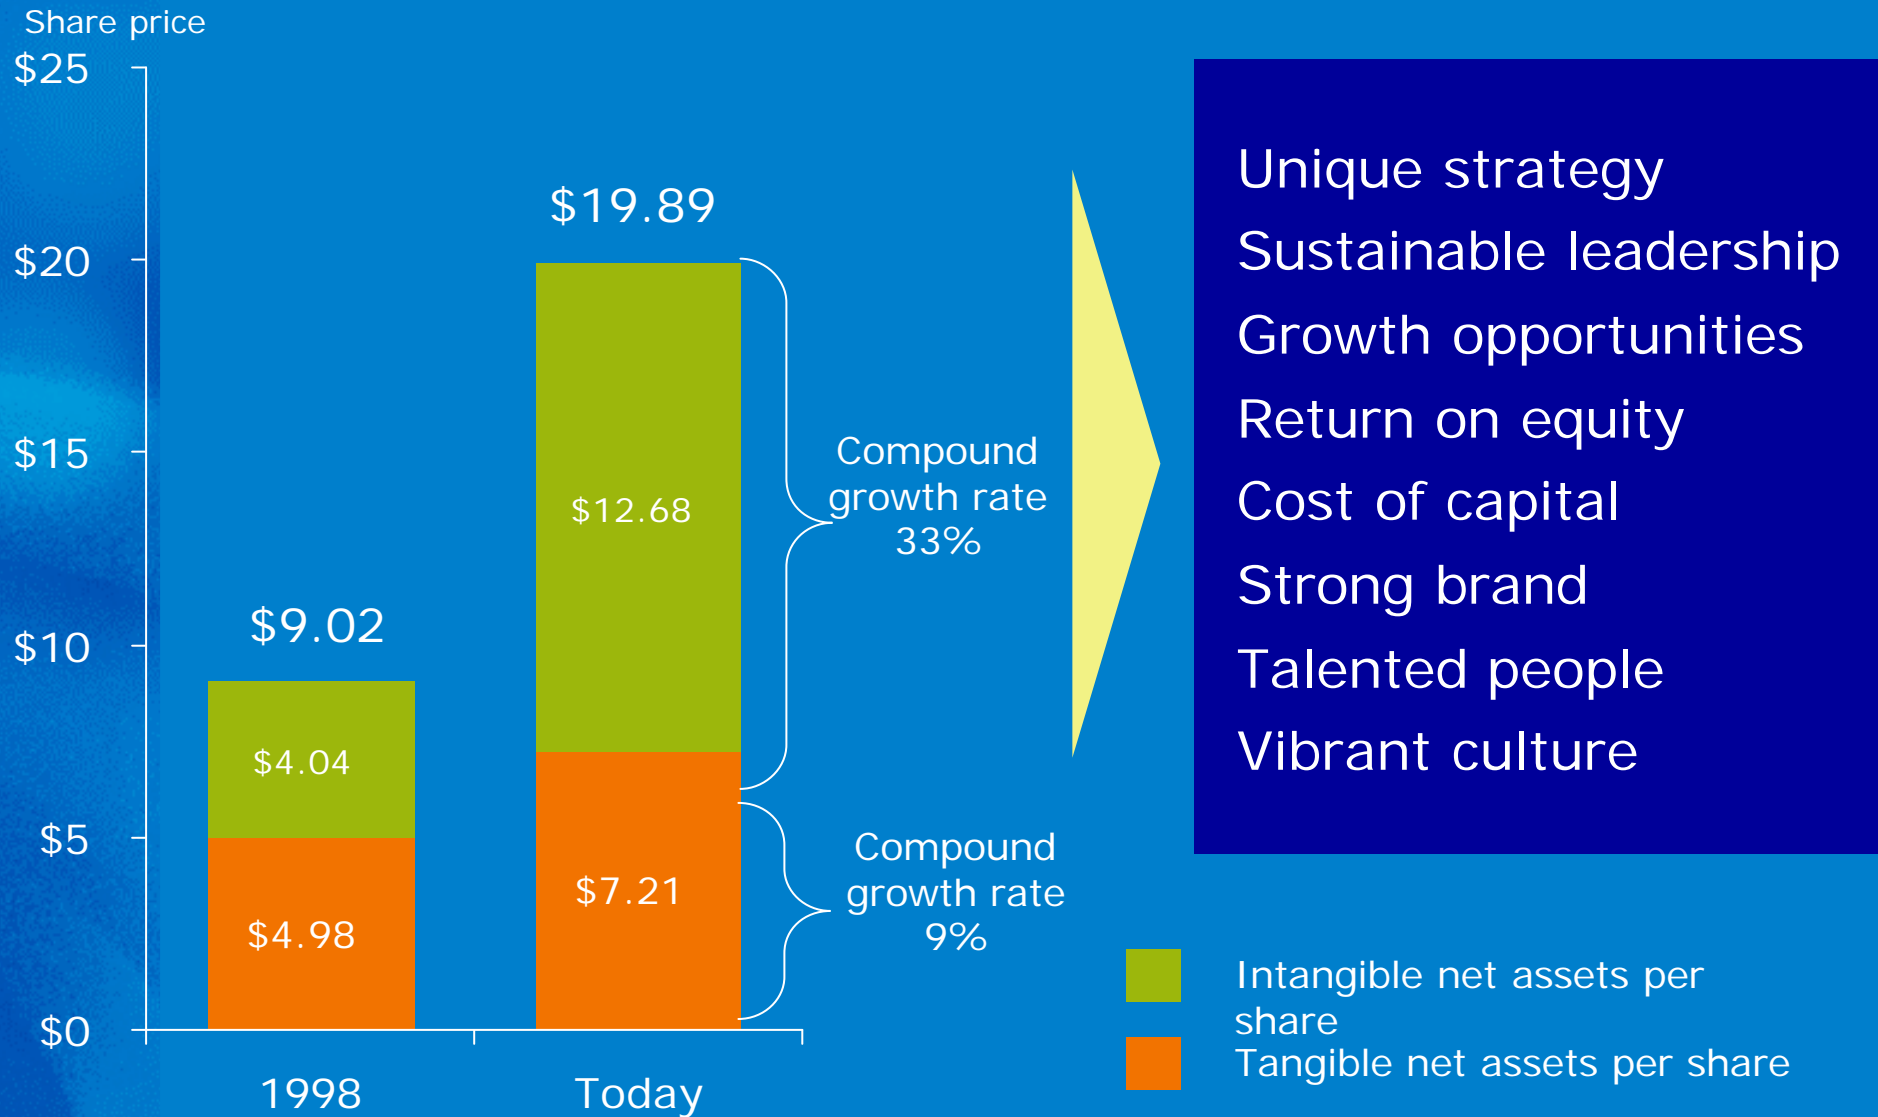 Share price
$25
$20
$15
$10
$5
$0
$9.02
$4.04
$4.98
1998
$19.89
$12.68
$7.21
Today
Compound
growth rate
33%
Compound
growth rate
9%
Unique strategy
Sustainable leadership
Growth opportunities
Return on equity
Cost of capital
Strong brand
Talented people
Vibrant culture
Intangible net assets per
share
Tangible net assets per share